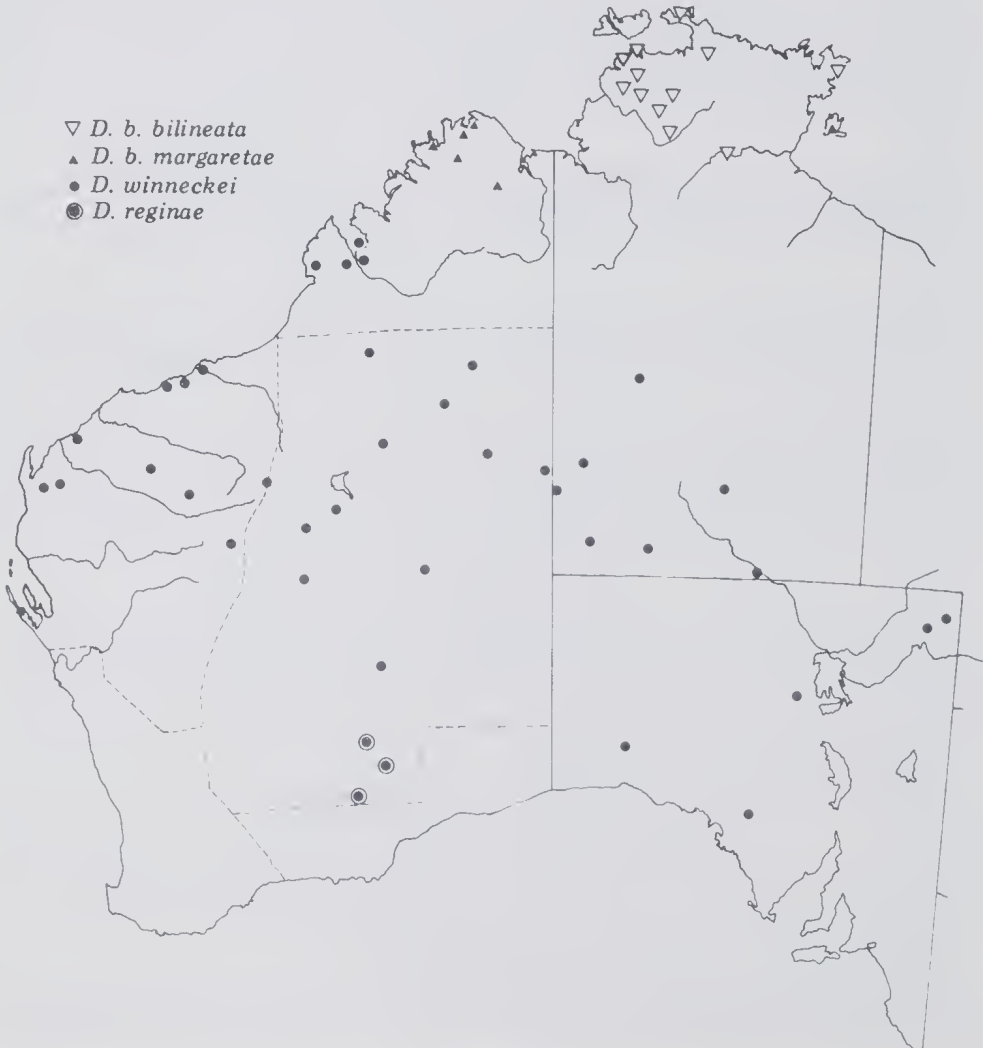 ▽ D. b. bilineata
▲ D. b. margaretae
● D. winneckei
◉ D. reginae